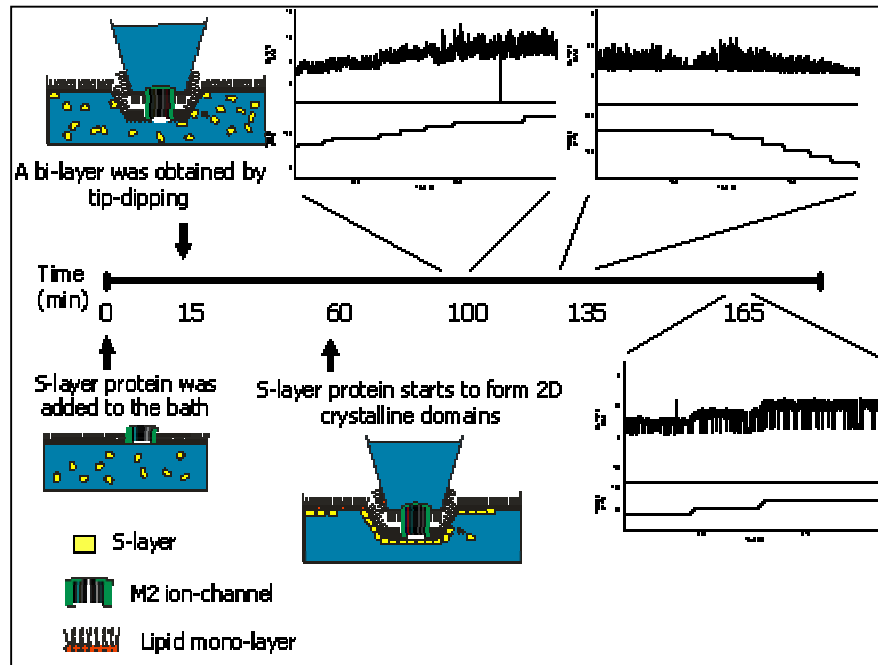 A bi-layer was obtained by
tip-dipping
Time
(min)
0
15
60
100
135
165
S-layer protein was
added to the bath
S-layer protein starts to form 2D
crystalline domains
S-layer
M2 ion-channel
Lipid mono-layer